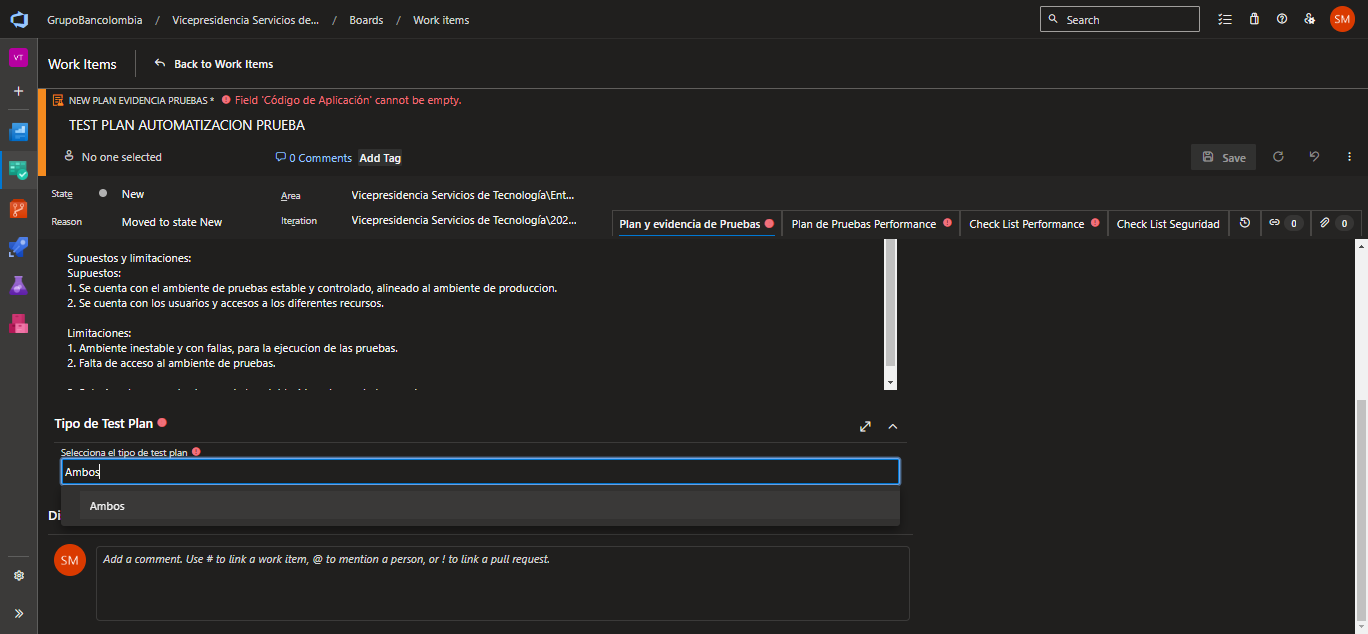 GrupoBancolombia / Vicepresidencia Servicios de... / Boards / Work items
Search
SM
VT
Work Items
Back to Work Items
NEW PLAN EVIDENCIA PRUEBAS * Field 'Código de Aplicación' cannot be empty.
TEST PLAN AUTOMATIZACION PRUEBA
No one selected
0 Comments
Add Tag
Save
State
New
Area
Vicepresidencia Servicios de Tecnología\Ent...
Reason
Moved to state New
Iteration
Vicepresidencia Servicios de Tecnología\202...
Plan y evidencia de Pruebas
Plan de Pruebas Performance
Check List Performance
Check List Seguridad
0
0
Supuestos y limitaciones:
Supuestos:
1. Se cuenta con el ambiente de pruebas estable y controlado, alineado al ambiente de produccion.
2. Se cuenta con los usuarios y accesos a los diferentes recursos.
Limitaciones:
1. Ambiente inestable y con fallas, para la ejecucion de las pruebas.
2. Falta de acceso al ambiente de pruebas.
Tipo de Test Plan
Selecciona el tipo de test plan
Ambos
Ambos
Di
SM
Add a comment. Use # to link a work item, @ to mention a person, or ! to link a pull request.